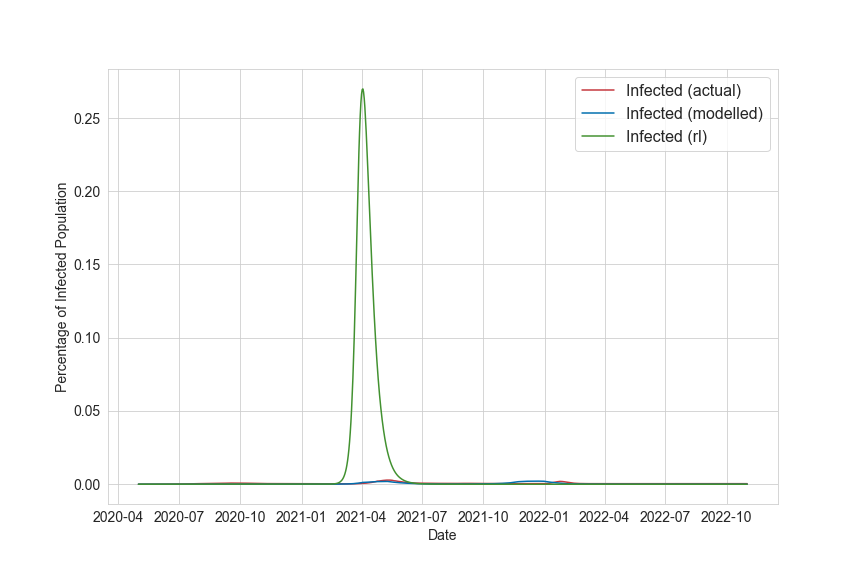 Infected (actual)
Infected (modelled)
Infected (rl)
Percentage of Infected Population
0.25
0.20
0.15
0.10
0.05
0.00
2020-04 2020-07 2020-10 2021-01 2021-04 2021-07 2021-10 2022-01 2022-04 2022-07 2022-10
Date